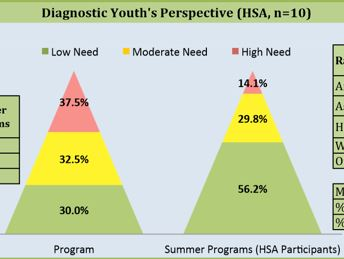 Diagnostic Youth's Perspective (HSA, n=10)
Low Need Moderate Need High Need
37.5%
32.5%
30.0%
14.1%
29.8%
56.2%
Program
Summer Programs (HSA Participants)
%
%